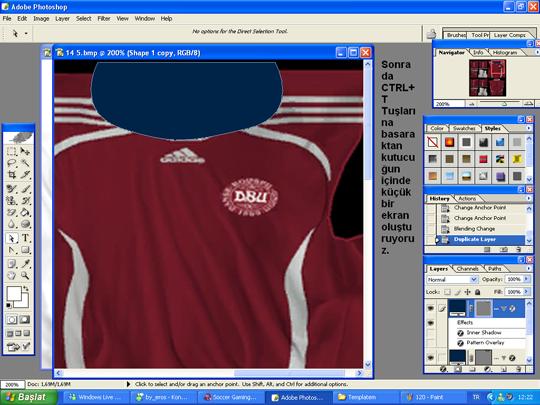 Adobe Photoshop
File Edit Image Layer Select Filter View Window Help
No options for the Direct Selection Tool.
Brushes Tool Pr Layer Comps
14 5.bmp @ 200% (Shape 1 copy, RGB/8)
Navigator Info Histogram
200%
Sonra
da
CTRL+
T
Tuşları
na
basara
ktan
kutucu
ğun
içinde
küçük
bir
ekran
oluştu
ruyoru
z.
adidas
DBU
Color Swatches Styles
History Actions
Change Anchor Point
Change Anchor Point
Blending Change
Duplicate Layer
Layers Channels Paths
Normal Opacity: 100%
Lock: Fill: 100%
Effects
Inner Shadow
Pattern Overlay
200%
200% Doc: 1,69M/1,69M Click to select and/or drag an anchor point. Use Shift, Alt, and Ctrl for additional options.
Başlat Windows Live ... by_eros - Kon... Soccer Gaming... Adobe Photos... Templatem 120 - Paint TR 12:22